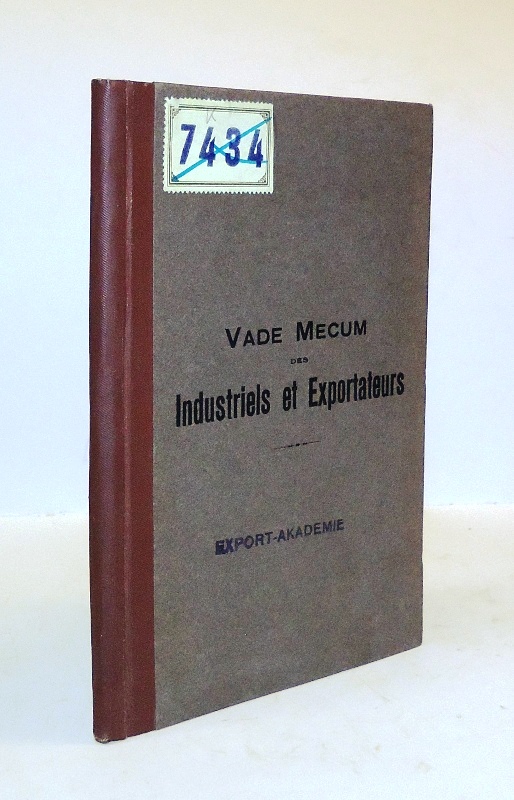 7434
VADE MECUM
DES
Industriels et Exportateurs
EXPORT-AKADEMIE